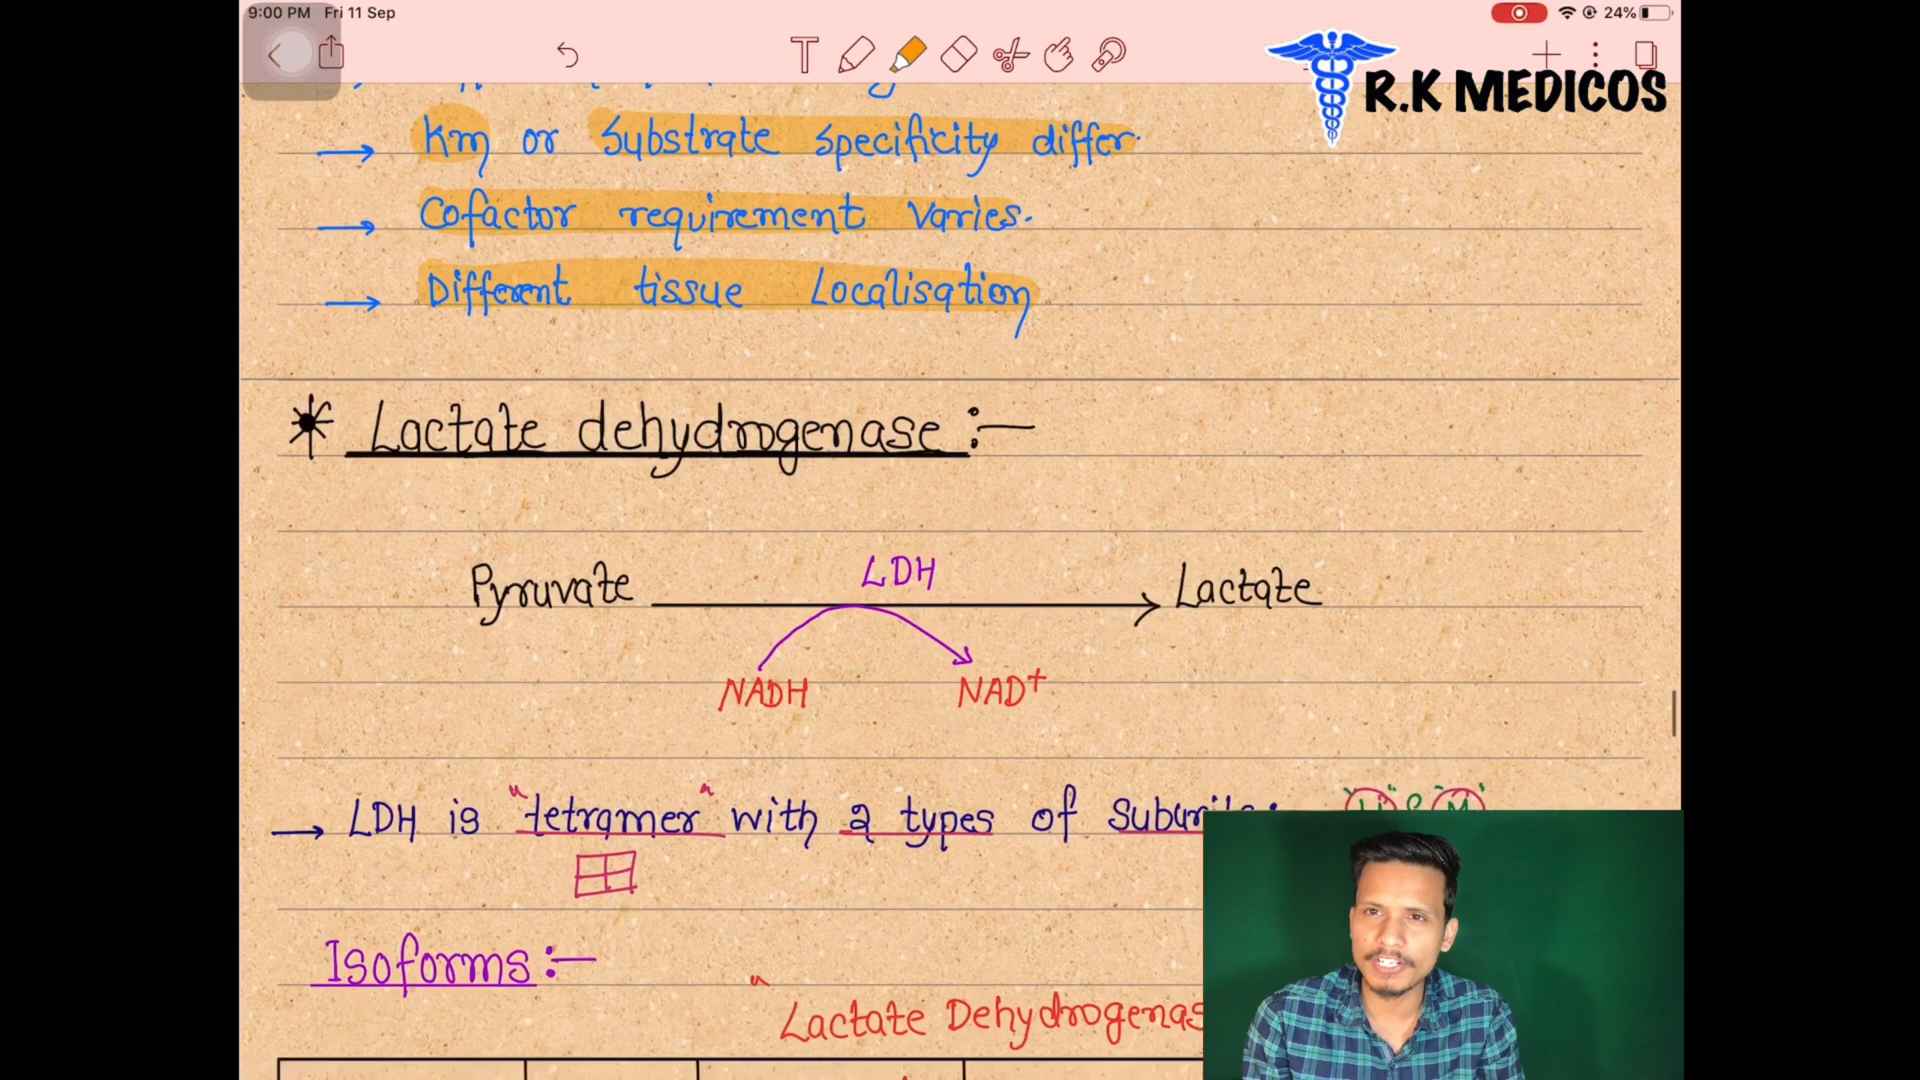 9:00 PM Fri 11 Sep
24%
R.K MEDICOS
→ Km or Substrate Specificity differ.
→ Cofactor requirement Varies.
→ Different tissue Localisation
* Lactate dehydrogenase :-
LDH
Pyruvate → Lactate
NADH NAD+
→ LDH is "tetramer" with 2 types of
Isoforms :-
" Lactate